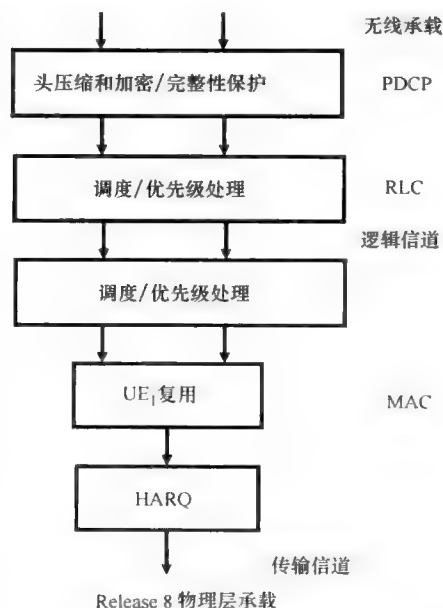 无线承载
头压缩和加密/完整性保护
PDCP
调度/优先级处理
RLC
逻辑信道
调度/优先级处理
UE₁复用
MAC
HARQ
传输信道
Release 8 物理层承载